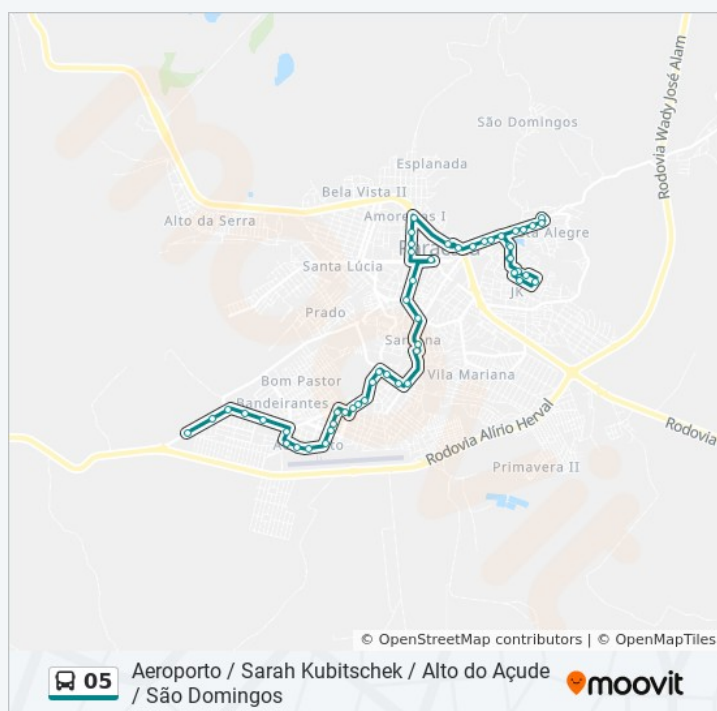 Rodovia Wady José Alam
São Domingos
Esplanada
Bela Vista II
Alto da Serra
Amoreiras I
Alegre
Paracatu
Santa Lúcia
JK
Prado
Bom Pastor
Vila Mariana
Bandeirantes
Rodovia Alírio Herval
Rodovia
Primavera II
© OpenStreetMap contributors | © OpenMapTiles
05
Aeroporto / Sarah Kubitschek / Alto do Açude
/ São Domingos
moovit